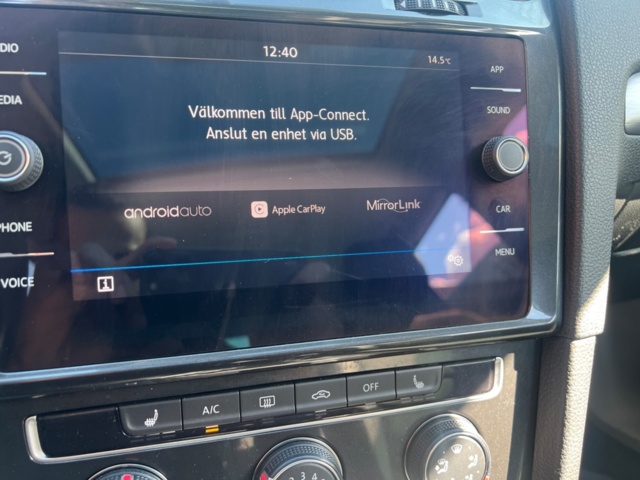 12:40
14.5°C
DIO
EDIA
PHONE
VOICE
APP
SOUND
CAR
MENU
Välkommen till App-Connect.
Anslut en enhet via USB.
androidauto
Apple CarPlay
MirrorLink
i
A/C
OFF